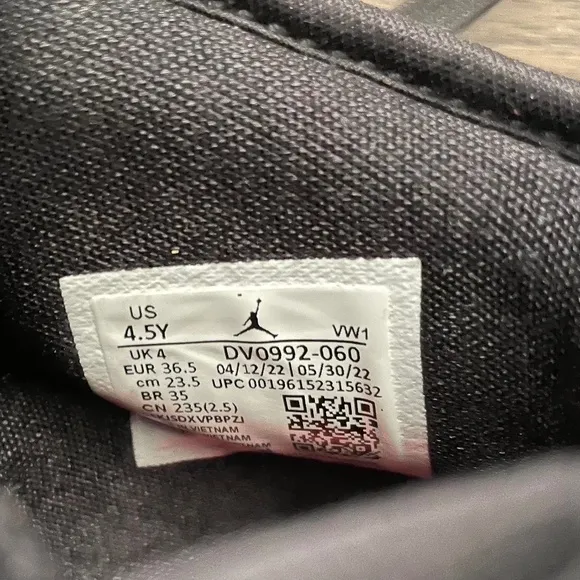 US
4.5Y
VW1
UK 4
DV0992-060
EUR 36.5
04/12/22 | 05/30/22
cm 23.5
UPC 00196152315632
BR 35
CN 235(2.5)
VIETNAM
VIETNAM